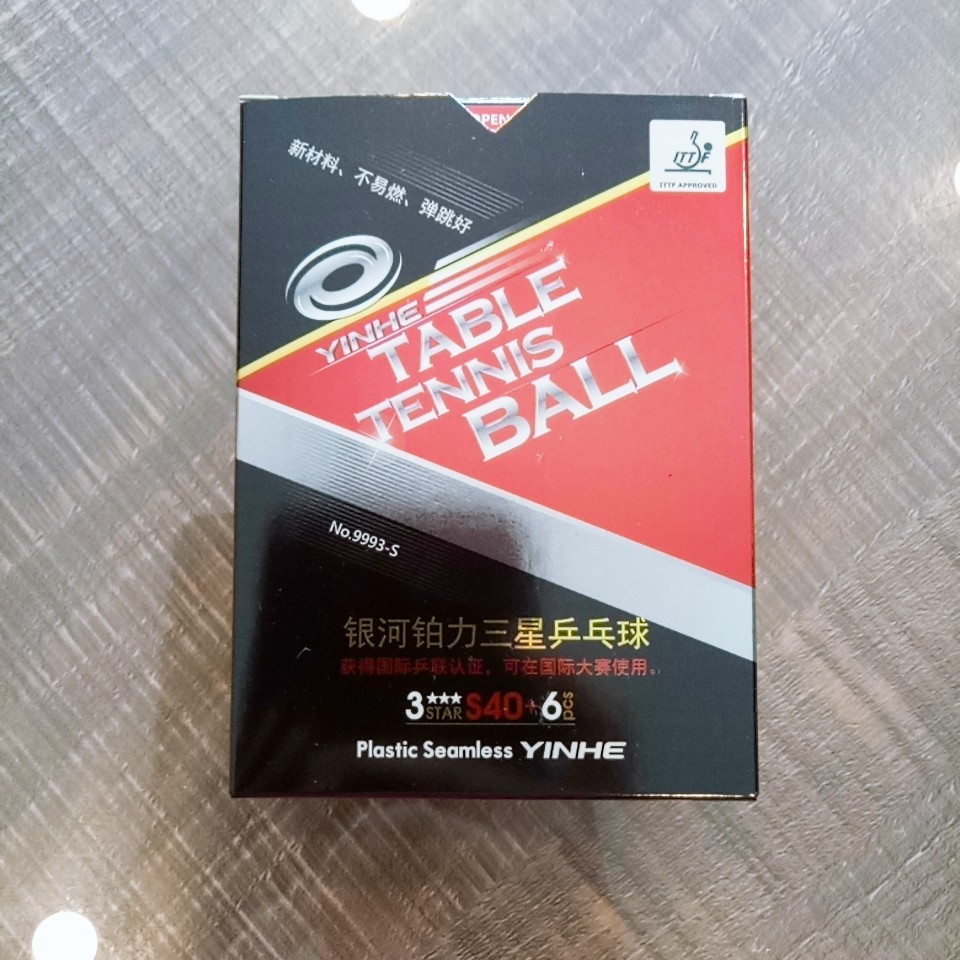 OPEN
ITTF
ITTF APPROVED
新材料、不易燃、弹跳好
YINHE
TABLE
TENNIS
BALL
No.9993-S
银河铂力三星乒乓球
获得国际乒联认证，可在国际大赛使用。
3★★★STAR S40+6pcs
Plastic Seamless YINHE